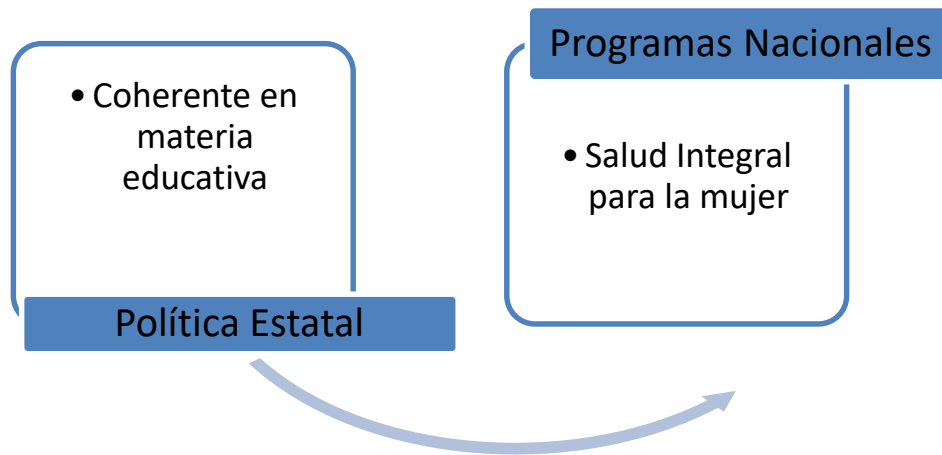 • Coherente en
materia
educativa
Política Estatal
Programas Nacionales
• Salud Integral
para la mujer